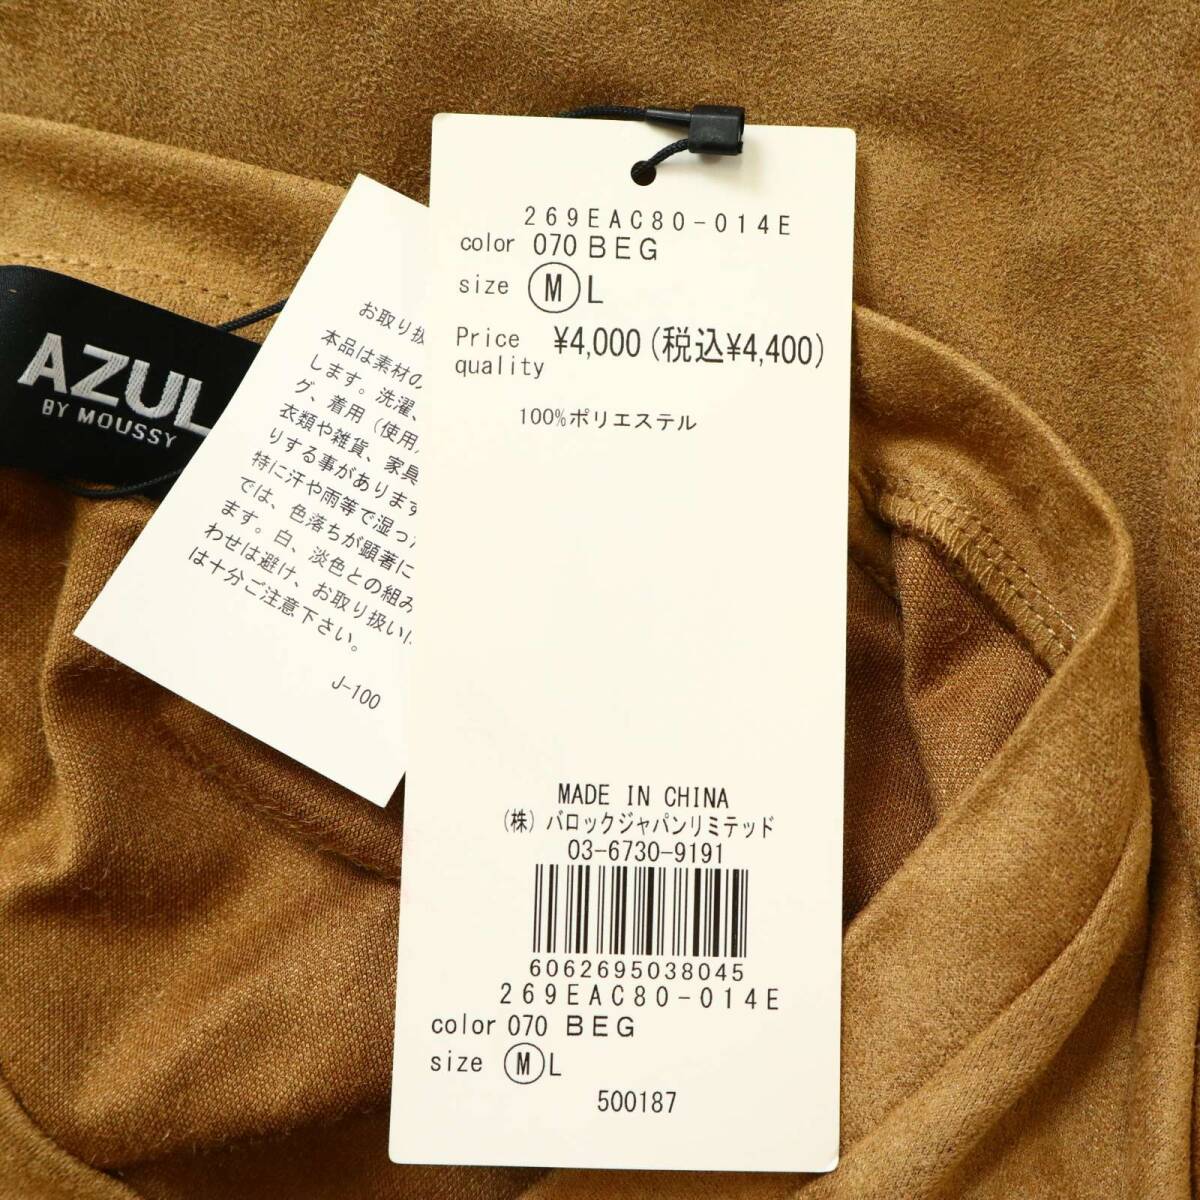 AZUL
BY MOUSSY
お取り扱
本品は素材の
します。洗濯、
グ、着用（使用
衣類や雑貨、家具
りする事があります
特に汗や雨等で湿った
では、色落ちが顕著に
ます。白、淡色との組み
わせは避け、お取り扱いに
は十分ご注意下さい。
J-100
269EAC80-014E
color 070 BEG
size M L
Price ¥4,000(税込¥4,400)
quality
100%ポリエステル
MADE IN CHINA
(株) バロックジャパンリミテッド
03-6730-9191
6062695038045
269EAC80-014E
color 070 BEG
size M L
500187